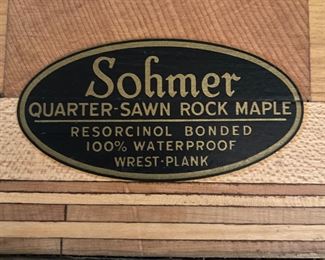 Sohmer
QUARTER-SAWN ROCK MAPLE
RESORCINOL BONDED
100% WATERPROOF
WREST-PLANK